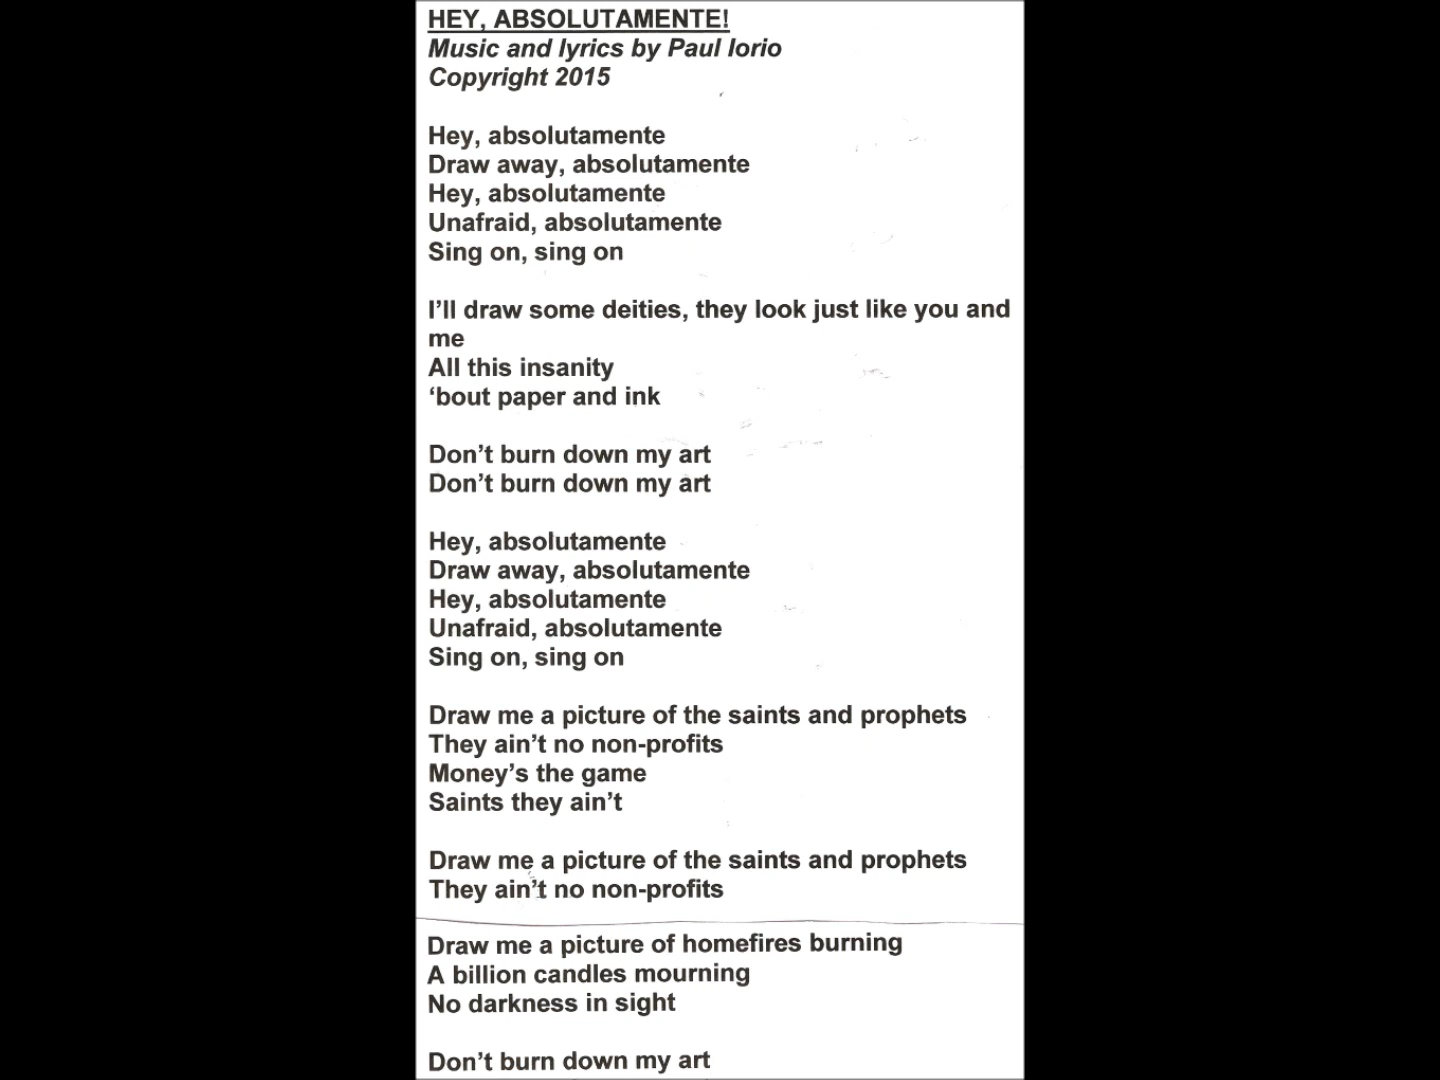 HEY, ABSOLUTAMENTE!
Music and lyrics by Paul Iorio
Copyright 2015
Hey, absolutamente
Draw away, absolutamente
Hey, absolutamente
Unafraid, absolutamente
Sing on, sing on
I’ll draw some deities, they look just like you and
me
All this insanity
‘bout paper and ink
Don’t burn down my art
Don’t burn down my art
Hey, absolutamente
Draw away, absolutamente
Hey, absolutamente
Unafraid, absolutamente
Sing on, sing on
Draw me a picture of the saints and prophets
They ain’t no non-profits
Money’s the game
Saints they ain’t
Draw me a picture of the saints and prophets
They ain’t no non-profits
Draw me a picture of homefires burning
A billion candles mourning
No darkness in sight
Don’t burn down my art